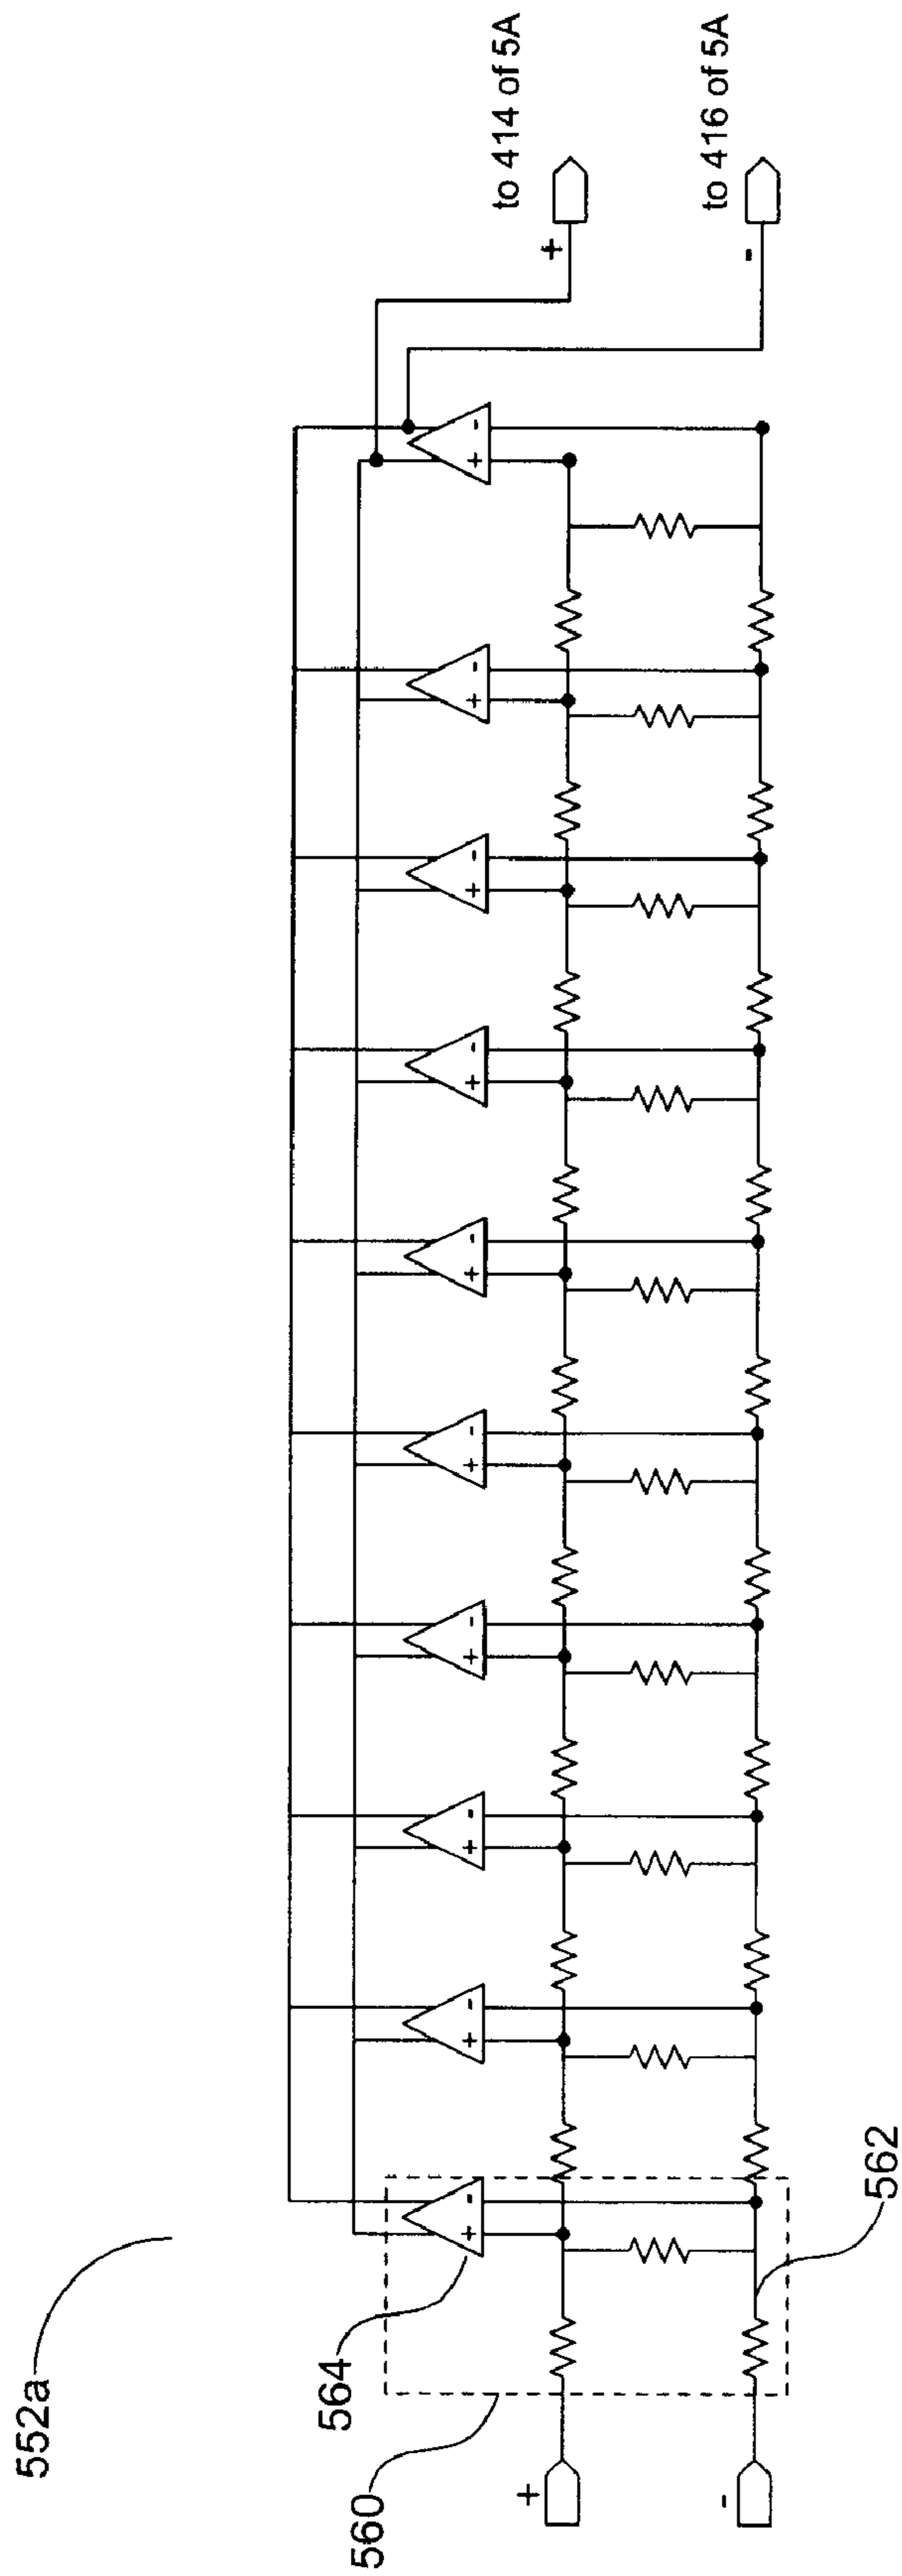 552a
564
+ - + - + - + - + - + - + - + - + - + -
560
to 414 of 5A
+ +
to 416 of 5A
- -
562